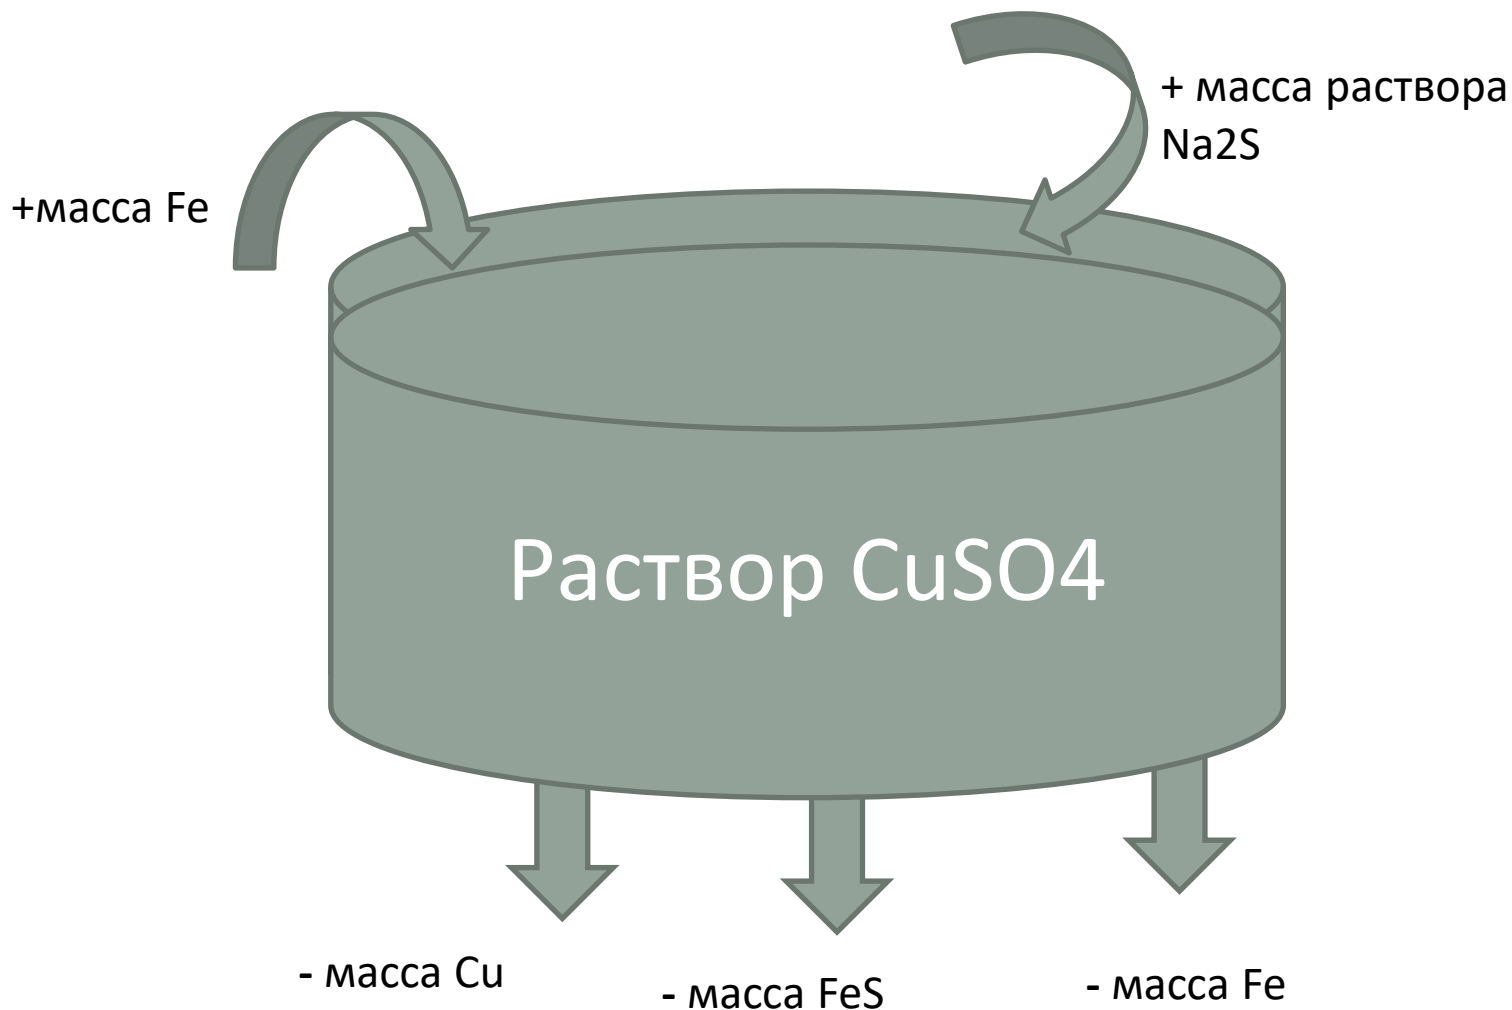 + масса раствора
Na2S
+масса Fe
Раствор CuSO4
- масса Cu
- масса FeS
- масса Fe